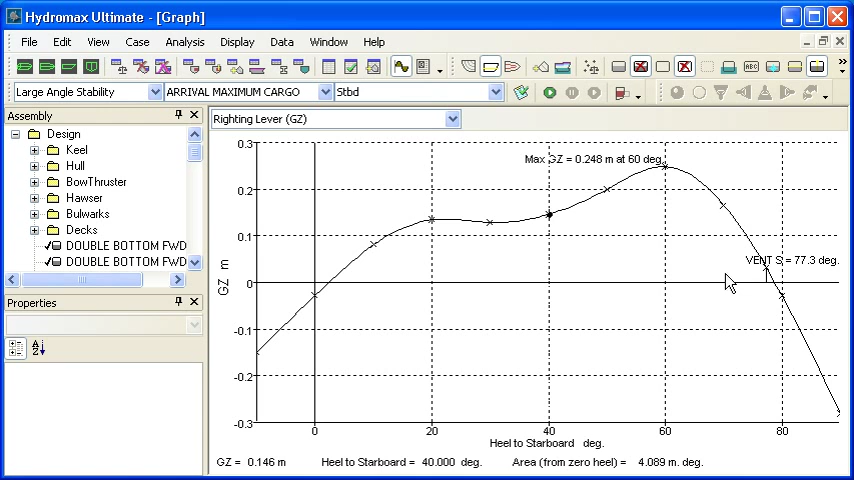 Hydromax Ultimate - [Graph]
File Edit View Case Analysis Display Data Window Help
Large Angle Stability ARRIVAL MAXIMUM CARGO Stbd
Assembly
Design
Keel
Hull
BowThruster
Hawser
Bulwarks
Decks
DOUBLE BOTTOM FWD
DOUBLE BOTTOM FWD
Properties
Righting Lever (GZ)
0.3
Max GZ = 0.248 m at 60 deg.
0.2
0.1
VENT S = 77.3 deg.
0
GZ m
-0.1
-0.2
-0.3
0 20 40 60 80
Heel to Starboard deg.
GZ = 0.146 m Heel to Starboard = 40.000 deg. Area (from zero heel) = 4.089 m. deg.